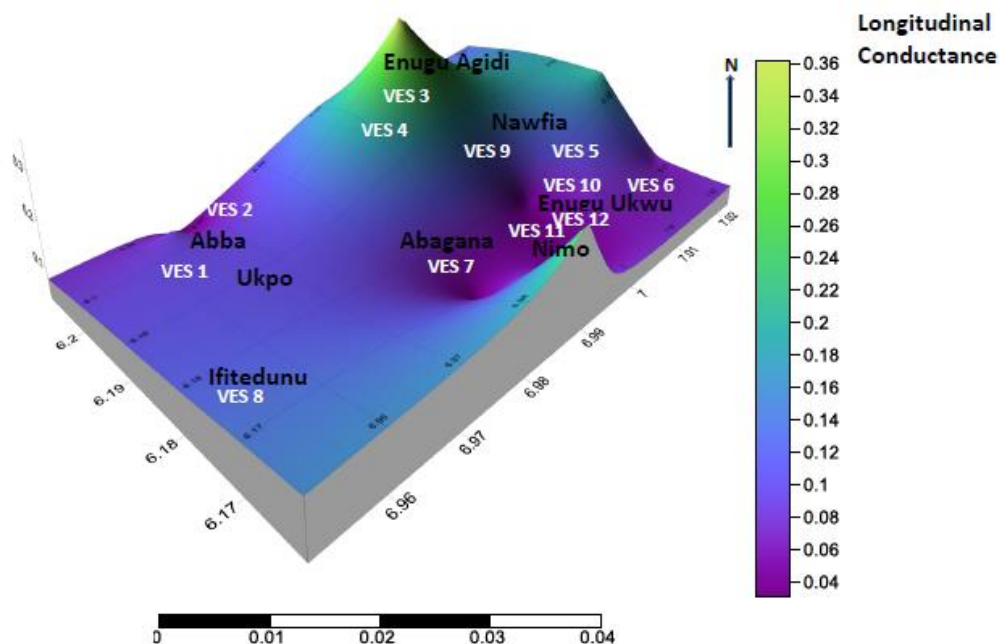 Longitudinal
Conductance
N
Enugu Agidi
VES 3
VES 4
Nawfia
VES 9
VES 5
VES 10
VES 6
VES 2
Enugu Ukwu
VES 12
VES 11
Abba
Abagana
Nimo
VES 1
VES 7
Ukpo
Ifitedunu
VES 8
0.36
0.34
0.32
0.3
0.28
0.26
0.24
0.22
0.2
0.18
0.16
0.14
0.12
0.1
0.08
0.06
0.04
6.2
6.19
6.18
6.17
6.96
6.97
6.98
6.99
7
7.01
7.02
0 0.01 0.02 0.03 0.04